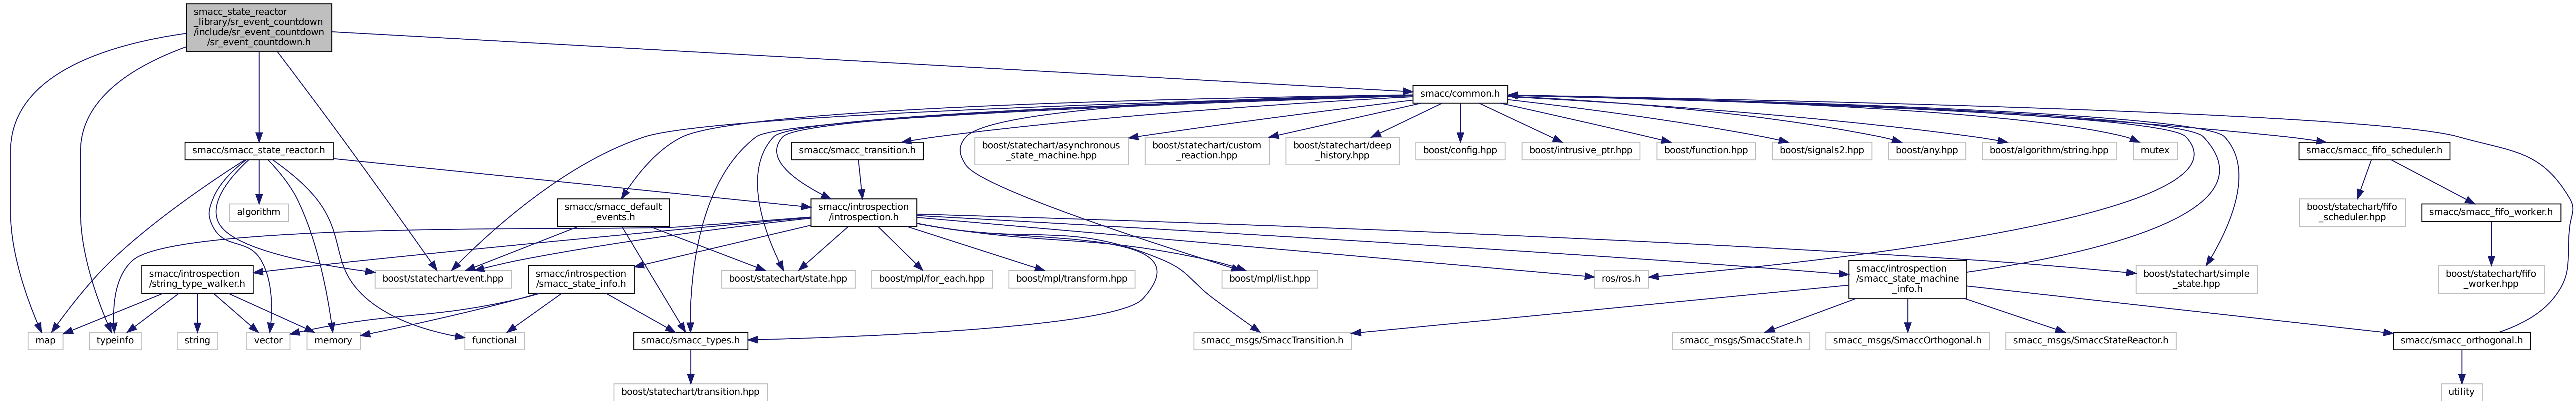 smacc_state_reactor
_library/sr_event_countdown
/include/sr_event_countdown
/sr_event_countdown.h
smacc/common.h
smacc/smacc_state_reactor.h
smacc/smacc_transition.h
boost/statechart/asynchronous
_state_machine.hpp
boost/statechart/custom
_reaction.hpp
boost/statechart/deep
_history.hpp
boost/config.hpp
boost/intrusive_ptr.hpp
boost/function.hpp
boost/signals2.hpp
boost/any.hpp
boost/algorithm/string.hpp
mutex
smacc/smacc_fifo_scheduler.h
algorithm
smacc/smacc_default
_events.h
smacc/introspection
/introspection.h
boost/statechart/fifo
_scheduler.hpp
smacc/smacc_fifo_worker.h
smacc/introspection
/string_type_walker.h
boost/statechart/event.hpp
smacc/introspection
/smacc_state_info.h
boost/statechart/state.hpp
boost/mpl/for_each.hpp
boost/mpl/transform.hpp
boost/mpl/list.hpp
ros/ros.h
smacc/introspection
/smacc_state_machine
_info.h
boost/statechart/simple
_state.hpp
boost/statechart/fifo
_worker.hpp
map
typeinfo
string
vector
memory
functional
smacc/smacc_types.h
smacc_msgs/SmaccTransition.h
smacc_msgs/SmaccState.h
smacc_msgs/SmaccOrthogonal.h
smacc_msgs/SmaccStateReactor.h
smacc/smacc_orthogonal.h
boost/statechart/transition.hpp
utility